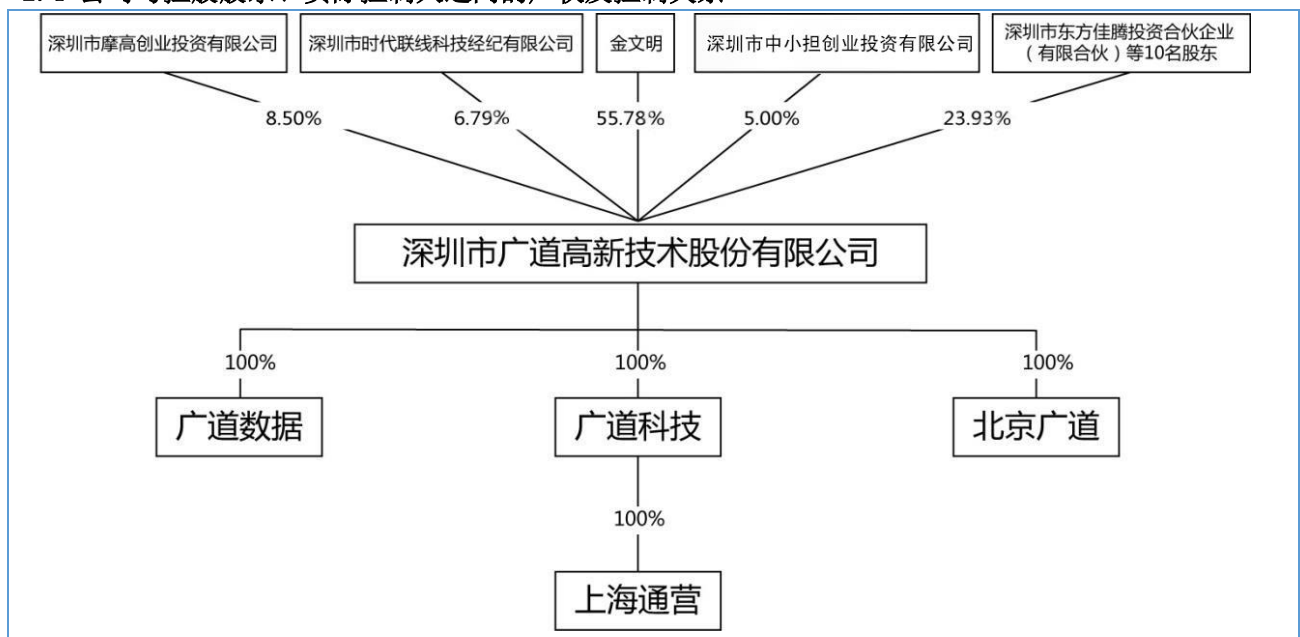 深圳市摩高创业投资有限公司
深圳市时代联线科技经纪有限公司
金文明
深圳市中小担创业投资有限公司
深圳市东方佳腾投资合伙企业
（有限合伙）等10名股东
8.50%
6.79%
55.78%
5.00%
23.93%
深圳市广道高新技术股份有限公司
100%
100%
100%
广道数据
广道科技
北京广道
100%
上海通营